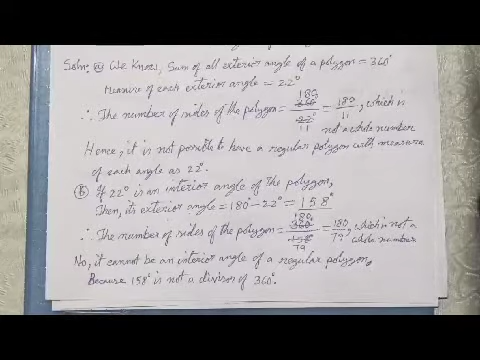 Soln: (a) We Know, Sum of all exterior angle of a polygon = 360°
Measure of each exterior angle = 22°
∴ The number of sides of the polygon = 180 360° / 22° 11 = 180/11, which is
not a whole number
Hence, it is not possible to have a regular polygon with measure
of each angle as 22°.
(b) If 22° is an interior angle of the polygon,
Then, its exterior angle = 180° - 22° = 158°
∴ The number of sides of the polygon = 180 360° / 158° 79 = 180/79, which is not a
whole number
No, it cannot be an interior angle of a regular polygon,
Because 158° is not a divisor of 360°.